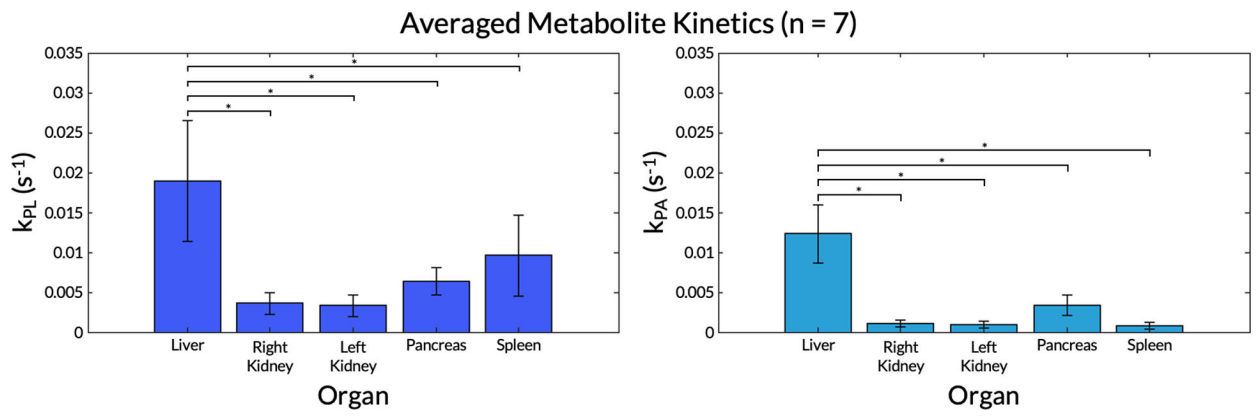 Averaged Metabolite Kinetics (n = 7)
0.035
0.03
0.025
0.02
0.015
0.01
0.005
0
kPL (s-1)
*
*
*
*
Liver
Right
Kidney
Left
Kidney
Pancreas
Spleen
Organ
0.035
0.03
0.025
0.02
0.015
0.01
0.005
0
kPA (s-1)
*
*
*
*
Liver
Right
Kidney
Left
Kidney
Pancreas
Spleen
Organ